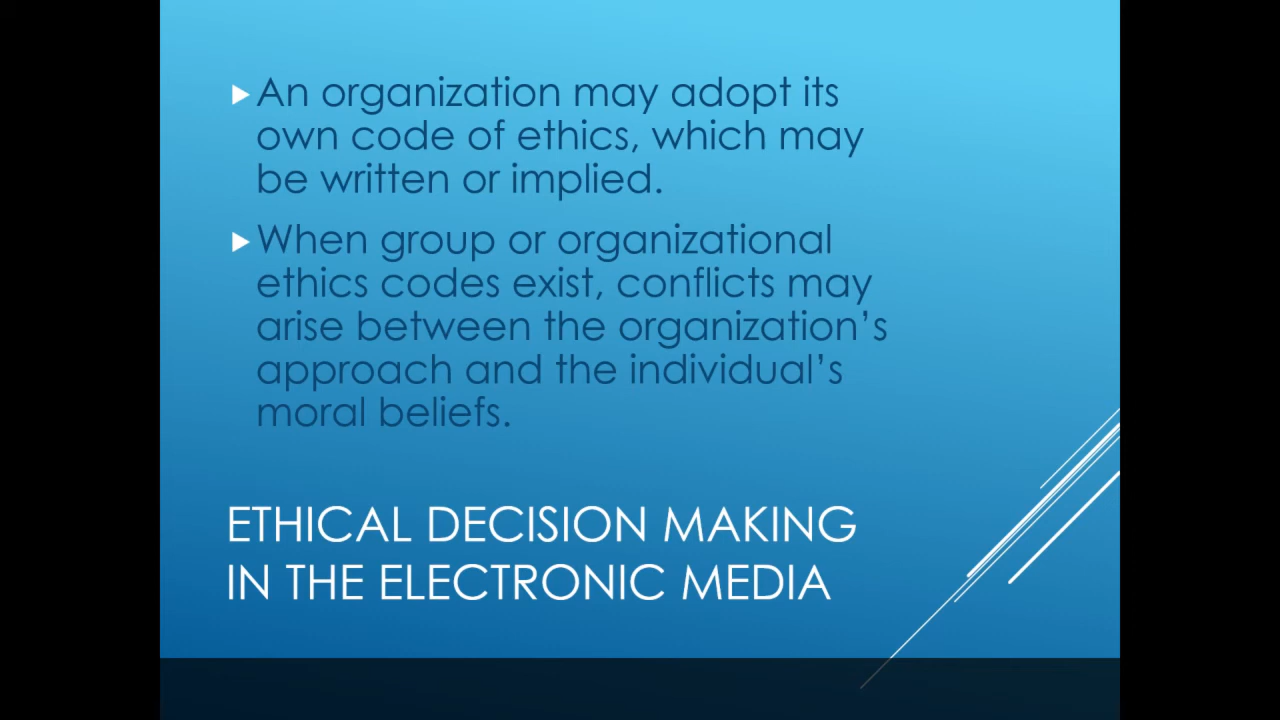 An organization may adopt its
own code of ethics, which may
be written or implied.
When group or organizational
ethics codes exist, conflicts may
arise between the organization’s
approach and the individual’s
moral beliefs.
ETHICAL DECISION MAKING
IN THE ELECTRONIC MEDIA